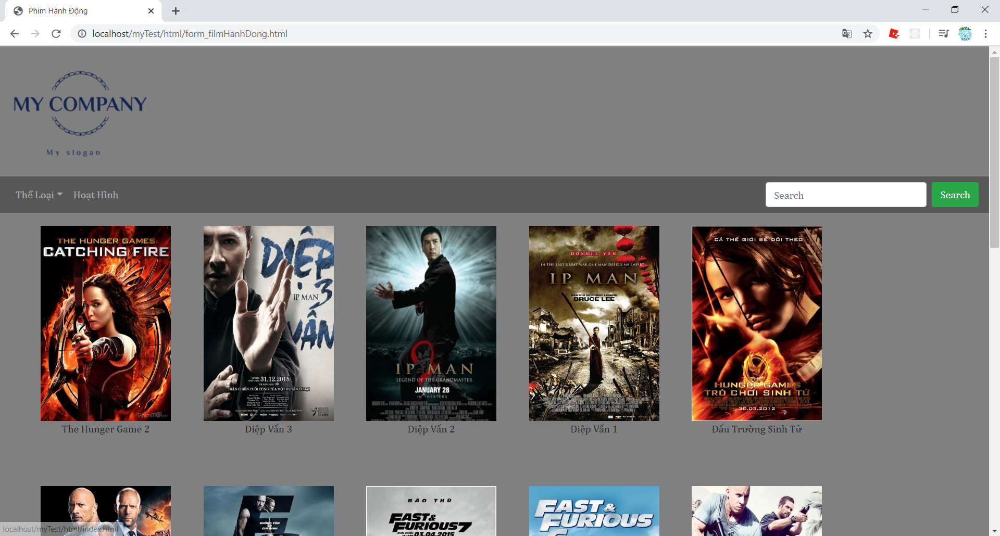 Phim Hành Động
localhost/myTest/html/form_filmHanhDong.html
MY COMPANY
My slogan
Thể Loại
Hoạt Hình
Search
Search
THE HUNGER GAMES:
CATCHING FIRE
PhimMoi.net
DIỆP
3
IP MAN
VẤN
31.12.2015
TRẬN CHIẾN CUỐI CÙNG CỦA MỘT HUYỀN THOẠI
IP MAN
2
LEGEND OF THE GRANDMASTER
JANUARY 28
IN THEATERS
DONNIE YEN
IN THE LAST GREAT WAR ONE MAN DEFIED AN EMPIRE
IP MAN
MENTOR OF ICONIC LEGEND
BRUCE LEE
CẢ THẾ GIỚI SẼ DÕI THEO
THE
HUNGER GAMES
TRÒ CHƠI SINH TỬ
30.03.2012
The Hunger Game 2
Diệp Vấn 3
Diệp Vấn 2
Diệp Vấn 1
Đấu Trường Sinh Tử
KHÔNG CÒN
LÀ
GIA ĐÌNH
BÁO THÙ
FAST &
FURIOUS 7
03.04.2015
FAST &
FURIOUS
localhost/myTest/html/index.html